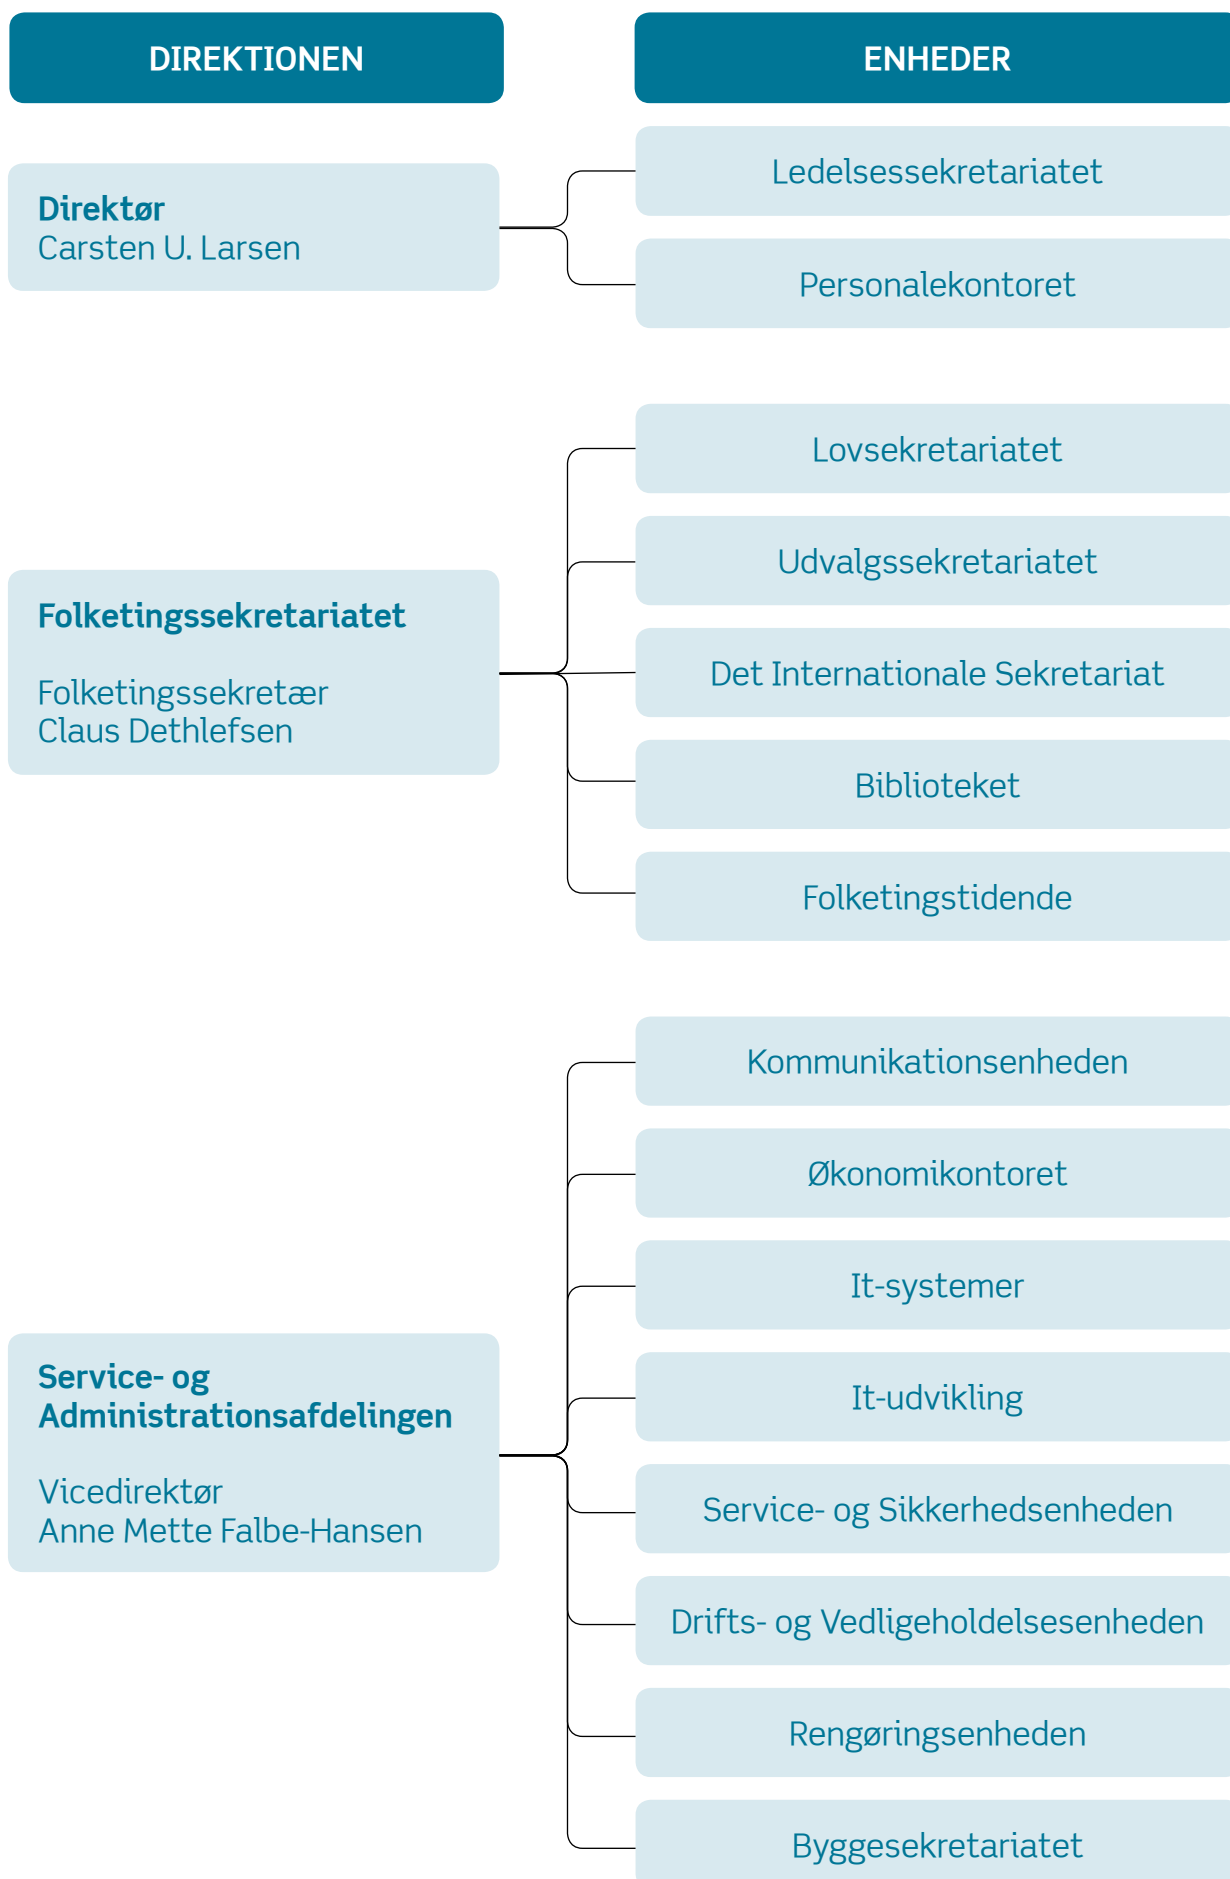 DIREKTIONEN
ENHEDER
Direktør
Carsten U. Larsen
Ledelsessekretariatet
Personalekontoret
Folketingssekretariatet
Folketingssekretær
Claus Dethlefsen
Lovsekretariatet
Udvalgssekretariatet
Det Internationale Sekretariat
Biblioteket
Folketingstidende
Service- og
Administrationsafdelingen
Vicedirektør
Anne Mette Falbe-Hansen
Kommunikationsenheden
Økonomikontoret
It-systemer
It-udvikling
Service- og Sikkerhedsenheden
Drifts- og Vedligeholdelsesenheden
Rengøringsenheden
Byggesekretariatet